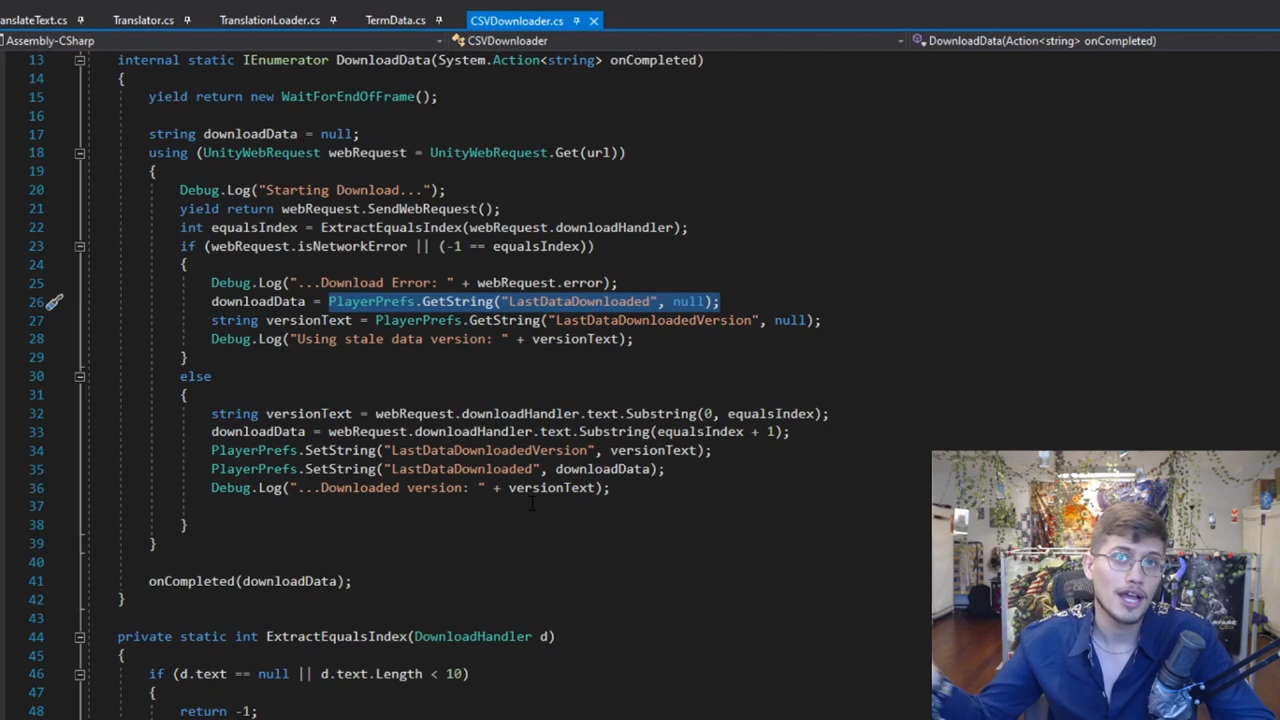 anslateText.cs Translator.cs TranslationLoader.cs TermData.cs CSVDownloader.cs
Assembly-CSharp CSVDownloader DownloadData(Action<string> onCompleted)
13 internal static IEnumerator DownloadData(System.Action<string> onCompleted)
14 {
15 yield return new WaitForEndOfFrame();
16
17 string downloadData = null;
18 using (UnityWebRequest webRequest = UnityWebRequest.Get(url))
19 {
20 Debug.Log("Starting Download...");
21 yield return webRequest.SendWebRequest();
22 int equalsIndex = ExtractEqualsIndex(webRequest.downloadHandler);
23 if (webRequest.isNetworkError || (-1 == equalsIndex))
24 {
25 Debug.Log("...Download Error: " + webRequest.error);
26 downloadData = PlayerPrefs.GetString("LastDataDownloaded", null);
27 string versionText = PlayerPrefs.GetString("LastDataDownloadedVersion", null);
28 Debug.Log("Using stale data version: " + versionText);
29 }
30 else
31 {
32 string versionText = webRequest.downloadHandler.text.Substring(0, equalsIndex);
33 downloadData = webRequest.downloadHandler.text.Substring(equalsIndex + 1);
34 PlayerPrefs.SetString("LastDataDownloadedVersion", versionText);
35 PlayerPrefs.SetString("LastDataDownloaded", downloadData);
36 Debug.Log("...Downloaded version: " + versionText);
37
38 }
39 }
40
41 onCompleted(downloadData);
42 }
43
44 private static int ExtractEqualsIndex(DownloadHandler d)
45 {
46 if (d.text == null || d.text.Length < 10)
47 {
48 return -1;